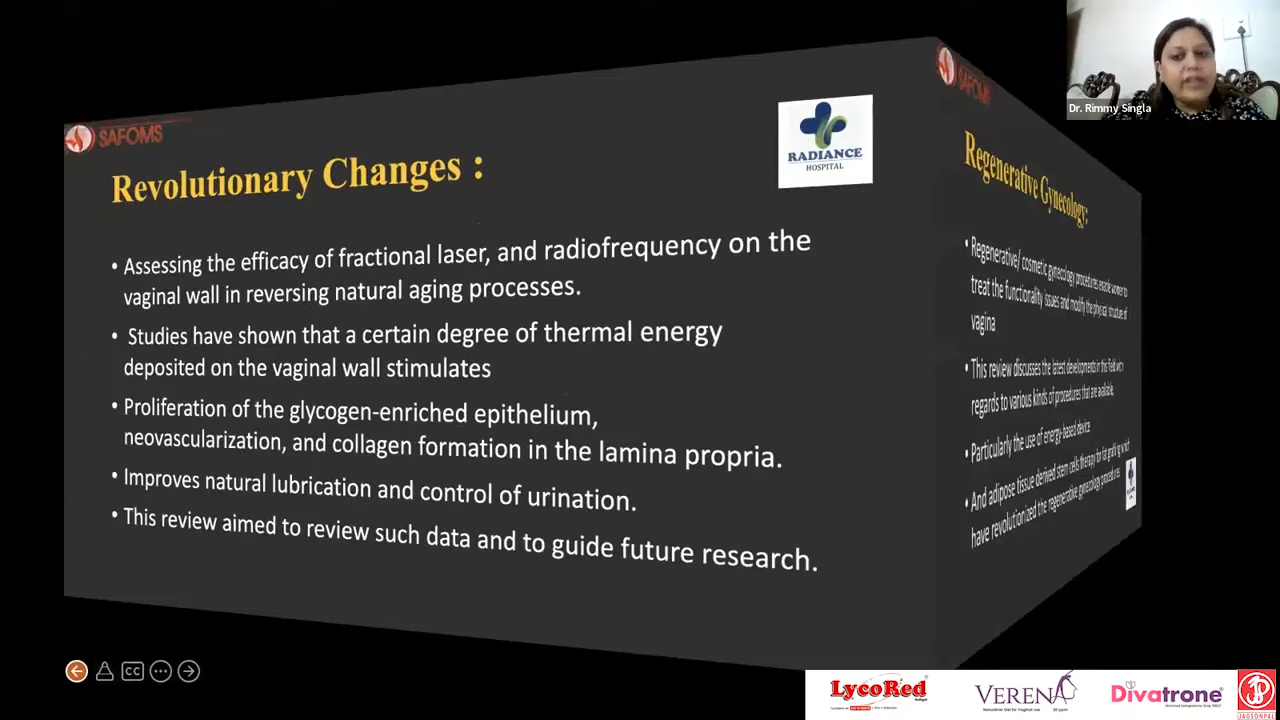 SAFOMS
RADIANCE
HOSPITAL
Revolutionary Changes :
• Assessing the efficacy of fractional laser, and radiofrequency on the
vaginal wall in reversing natural aging processes.
• Studies have shown that a certain degree of thermal energy
deposited on the vaginal wall stimulates
• Proliferation of the glycogen-enriched epithelium,
neovascularization, and collagen formation in the lamina propria.
• Improves natural lubrication and control of urination.
• This review aimed to review such data and to guide future research.
SAFOMS
Regenerative Gynecology:
• Regenerative/ cosmetic gynecology procedures enable women to
treat the functionality issues and modify the physical structure of
vagina
• This review discusses the latest developments in this field with
regards to various kinds of procedures that are available,
• Particularly the use of energy-based device
• And adipose tissue derived stem cells therapy for fat grafting which
have revolutionized the regenerative gynecology procedures
Dr. Rimmy Singla
CC
LycoRed
VERENA
Divatrone
JAGSONPAL